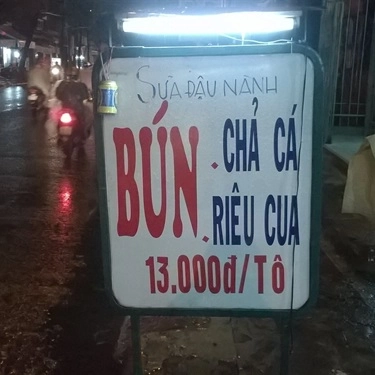 SỮA ĐẬU NÀNH
BÚN . CHẢ CÁ
. RIÊU CUA
13.000đ/TÔ